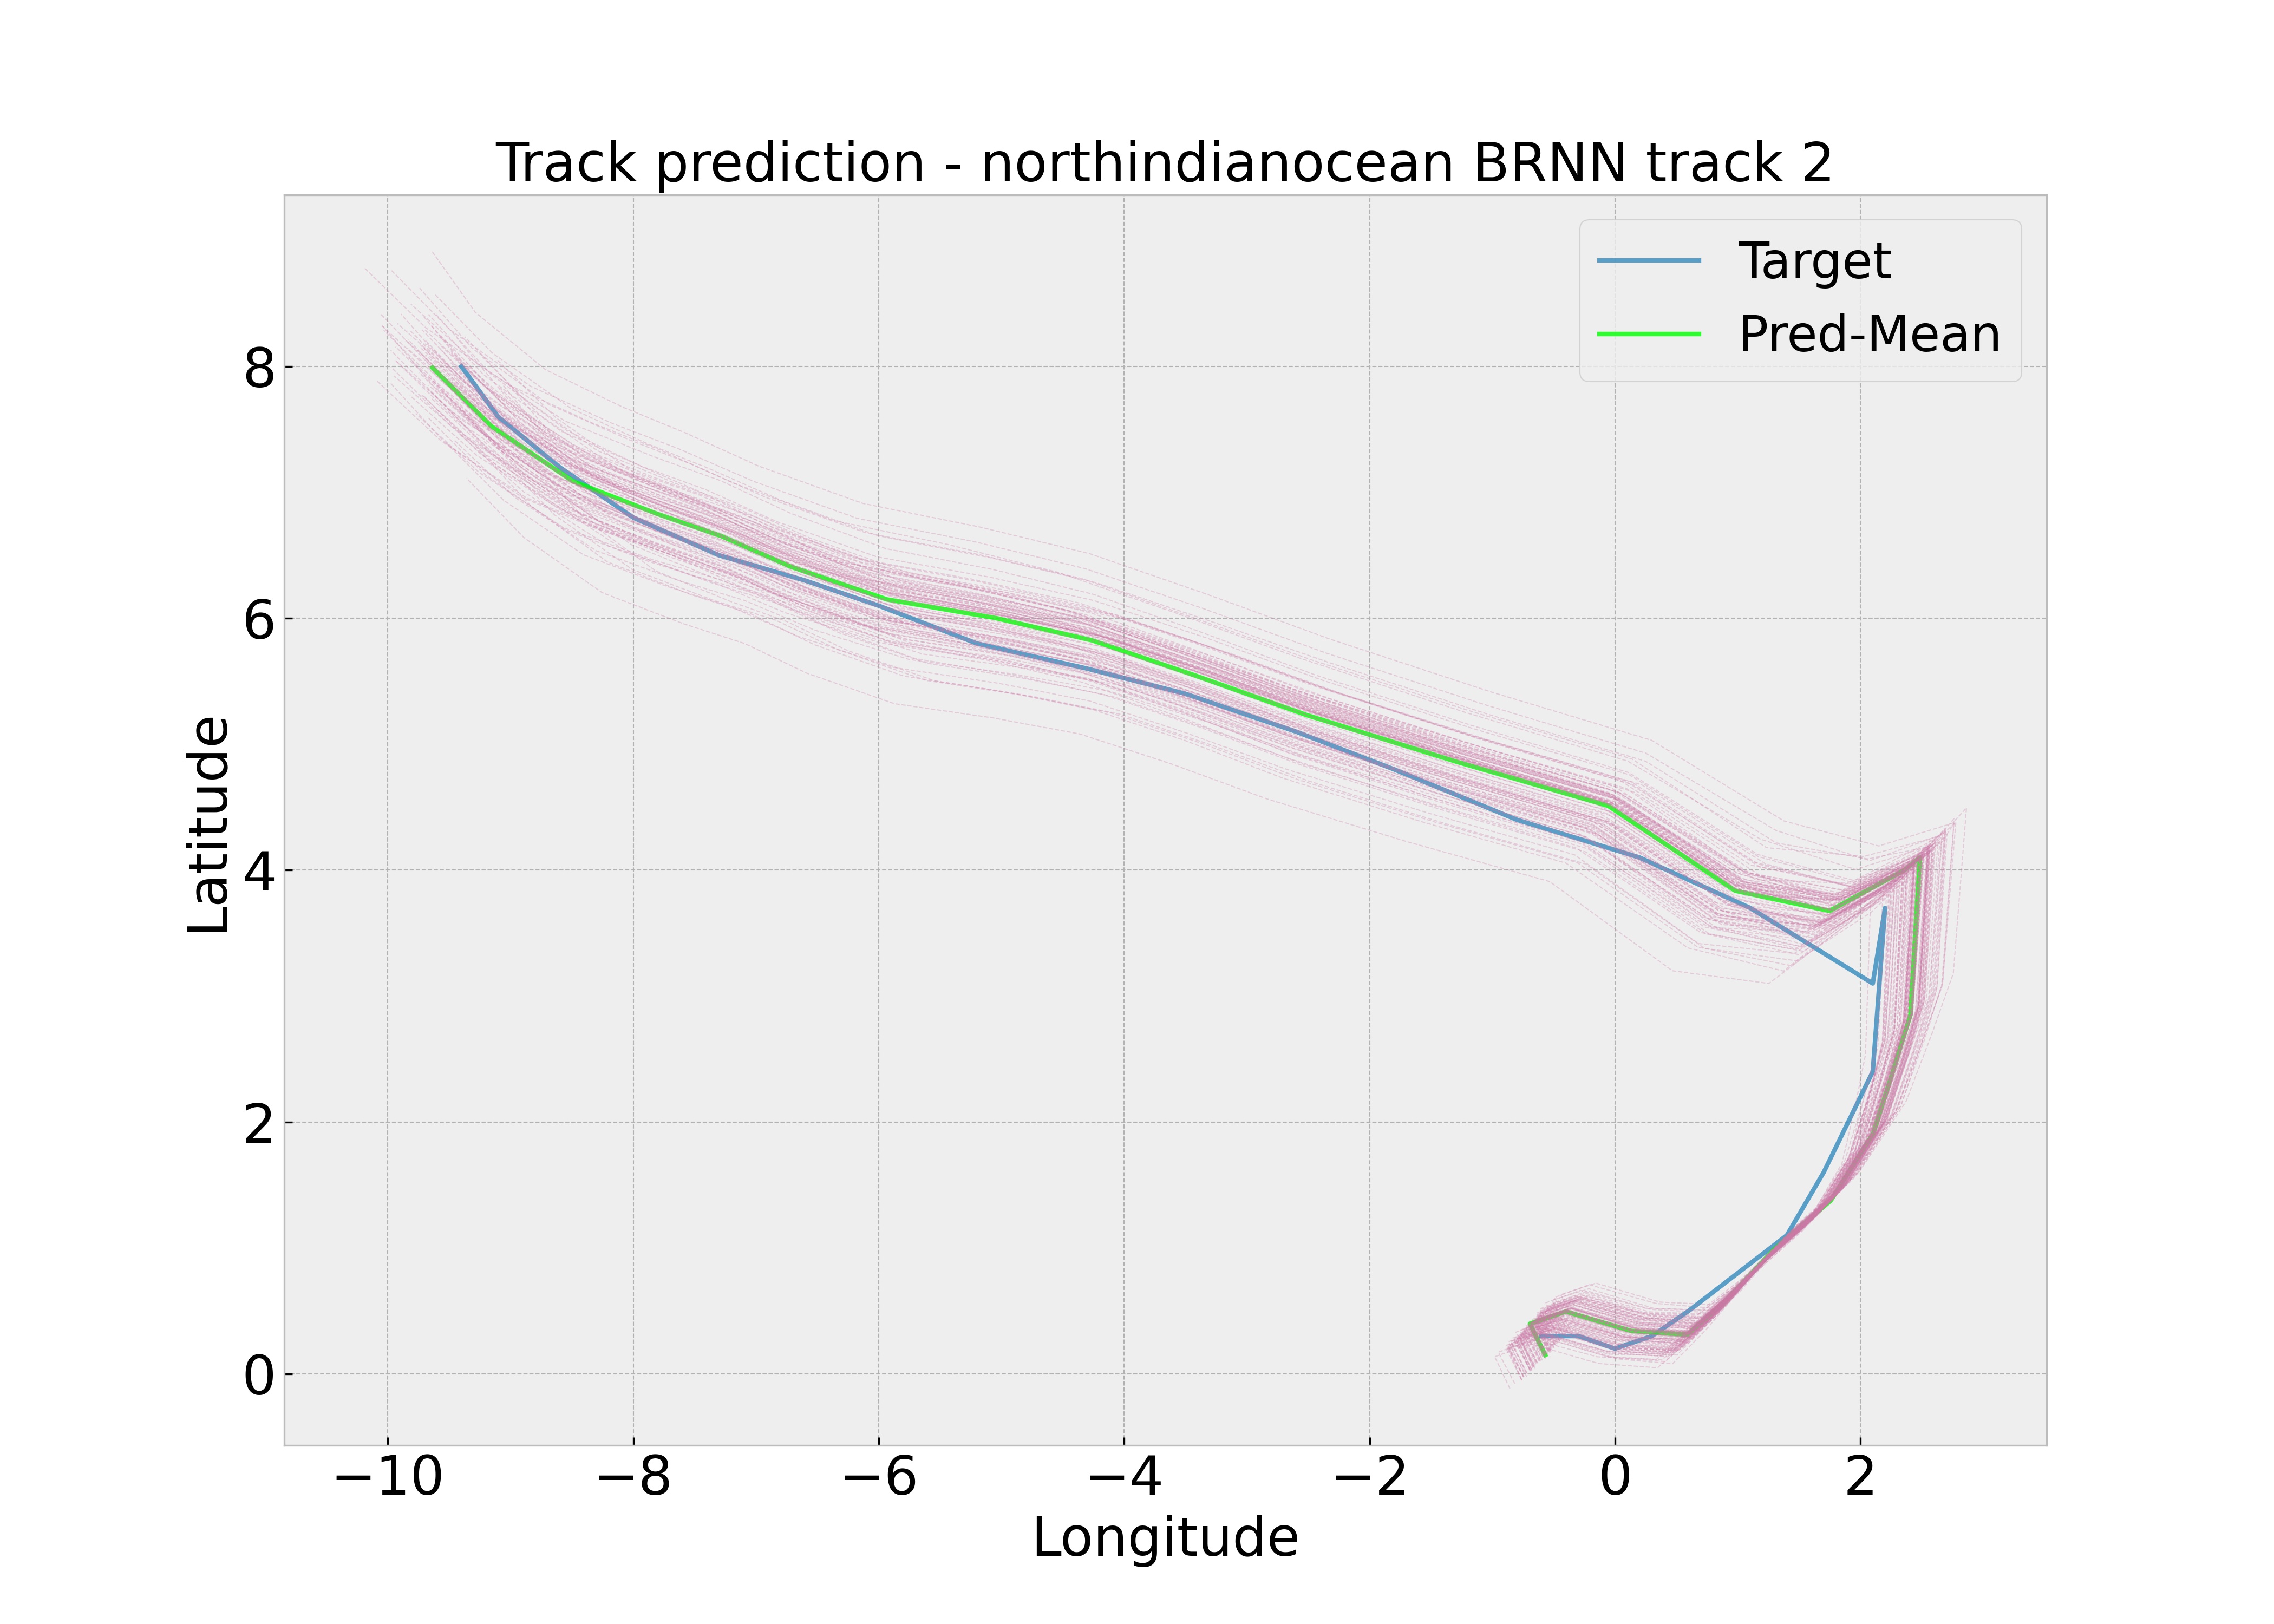 Track prediction - northindianocean BRNN track 2
Target
Pred-Mean
8
6
4
2
0
Latitude
−10 −8 −6 −4 −2 0 2
Longitude